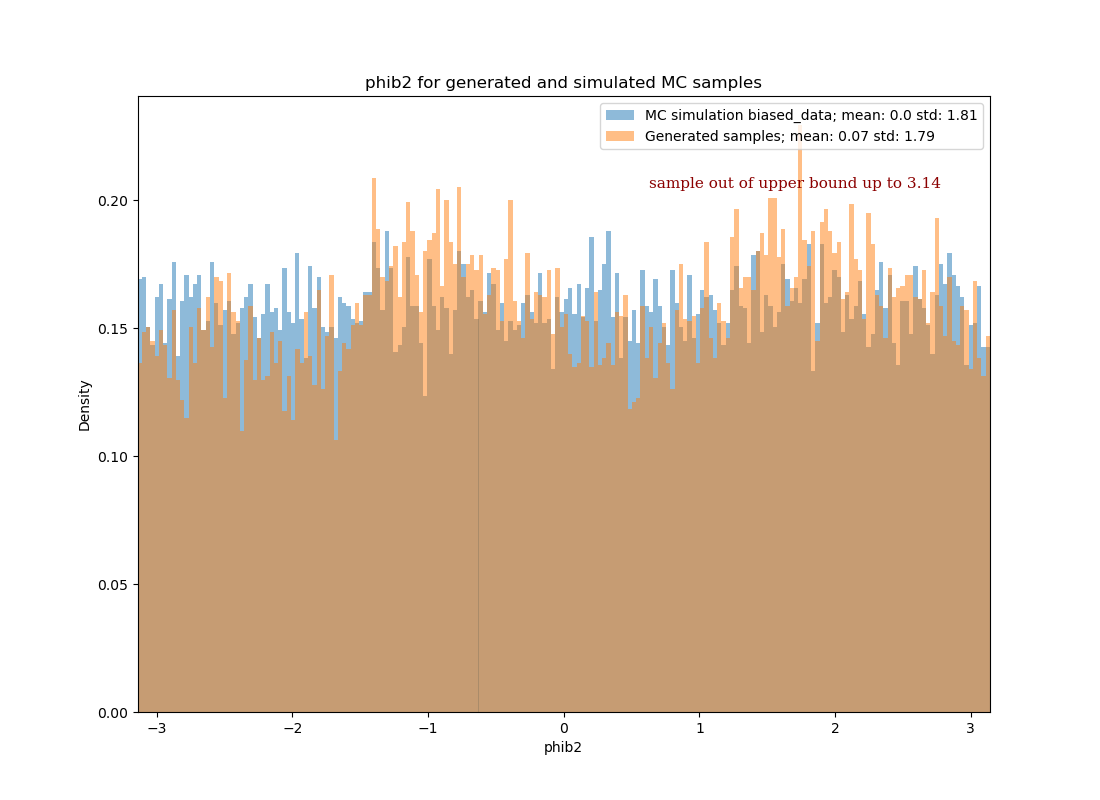 phib2 for generated and simulated MC samples
MC simulation biased_data; mean: 0.0 std: 1.81
Generated samples; mean: 0.07 std: 1.79
sample out of upper bound up to 3.14
0.20
0.15
0.10
0.05
0.00
Density
−3
−2
−1
0
1
2
3
phib2